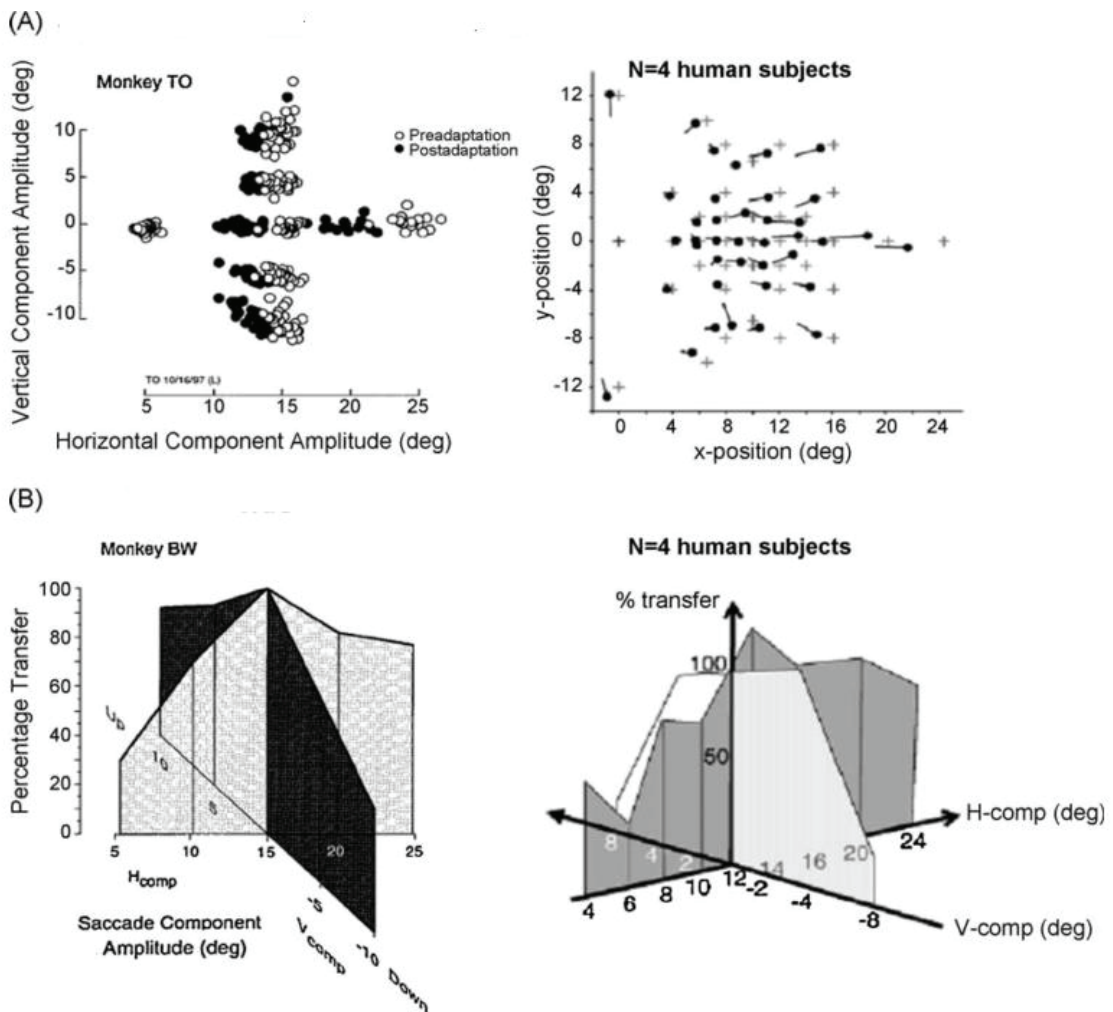 (A)
Monkey TO
Vertical Component Amplitude (deg)
10
5
0
-5
-10
Preadaptation
Postadaptation
TO 10/16/97 (L)
5 10 15 20 25
Horizontal Component Amplitude (deg)
N=4 human subjects
y-position (deg)
12
8
4
0
-4
-8
-12
0 4 8 12 16 20 24
x-position (deg)
(B)
Monkey BW
Percentage Transfer
100
80
60
40
20
0
Up
10
5
5 10 15 20 25
Hcomp
Saccade Component
Amplitude (deg)
-5
Vcomp
-10 Down
N=4 human subjects
% transfer
100
50
H-comp (deg)
8 4 2 14 16 20 24
4 6 8 10 12 -2 -4 -8
V-comp (deg)